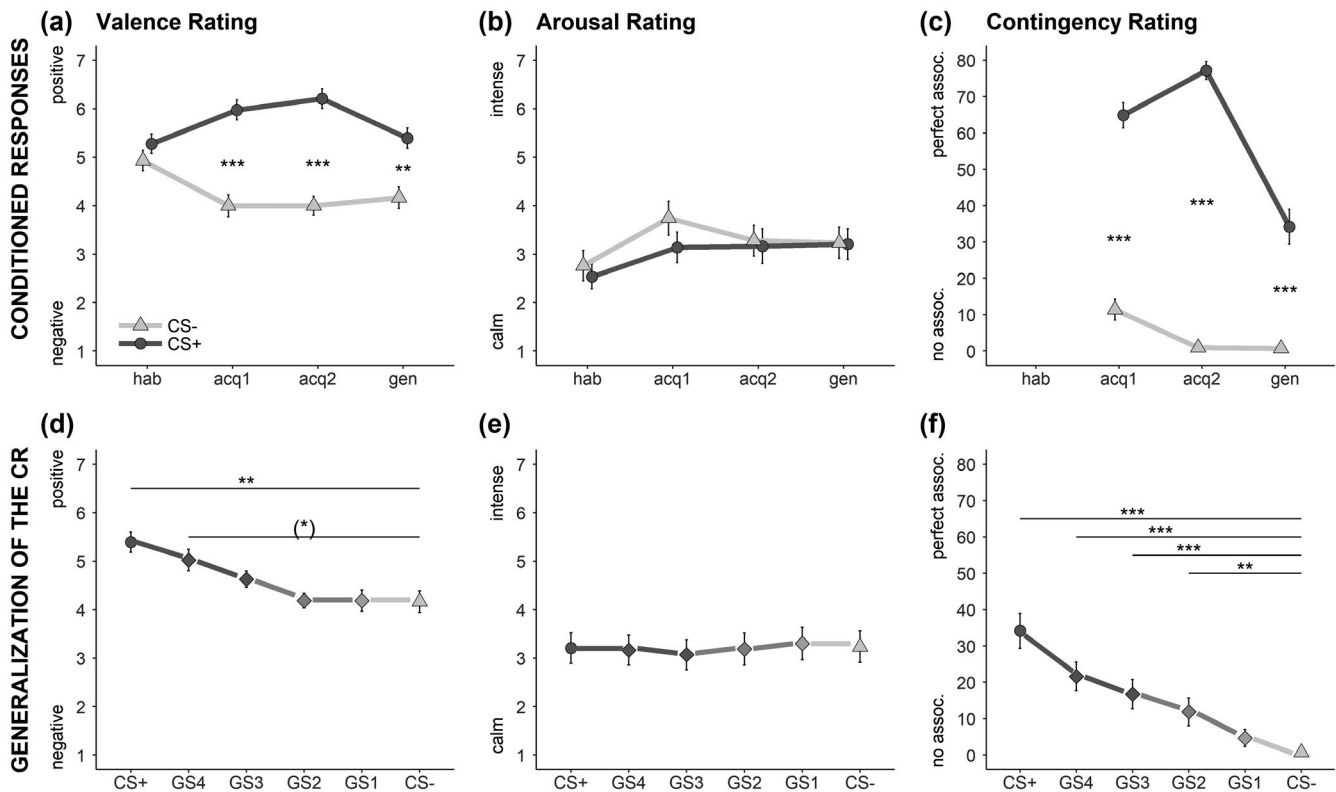 (a) Valence Rating
(b) Arousal Rating
(c) Contingency Rating
CONDITIONED RESPONSES
positive
negative
7
6
5
4
3
2
1
***
***
**
CS-
CS+
hab acq1 acq2 gen
intense
calm
7
6
5
4
3
2
1
hab acq1 acq2 gen
perfect assoc.
no assoc.
80
70
60
50
40
30
20
10
0
***
***
***
hab acq1 acq2 gen
GENERALIZATION OF THE CR
(d)
positive
negative
7
6
5
4
3
2
1
**
(*)
CS+ GS4 GS3 GS2 GS1 CS-
(e)
intense
calm
7
6
5
4
3
2
1
CS+ GS4 GS3 GS2 GS1 CS-
(f)
perfect assoc.
no assoc.
80
70
60
50
40
30
20
10
0
***
***
***
**
CS+ GS4 GS3 GS2 GS1 CS-